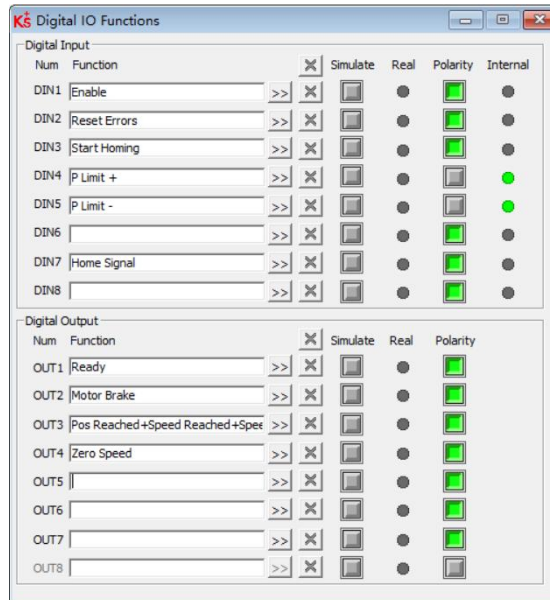 KS Digital IO Functions
Digital Input
Num Function Simulate Real Polarity Internal
DIN1 Enable >>
DIN2 Reset Errors >>
DIN3 Start Homing >>
DIN4 P Limit + >>
DIN5 P Limit - >>
DIN6 >>
DIN7 Home Signal >>
DIN8 >>
Digital Output
Num Function Simulate Real Polarity
OUT1 Ready >>
OUT2 Motor Brake >>
OUT3 Pos Reached+Speed Reached+Spee >>
OUT4 Zero Speed >>
OUT5 >>
OUT6 >>
OUT7 >>
OUT8 >>